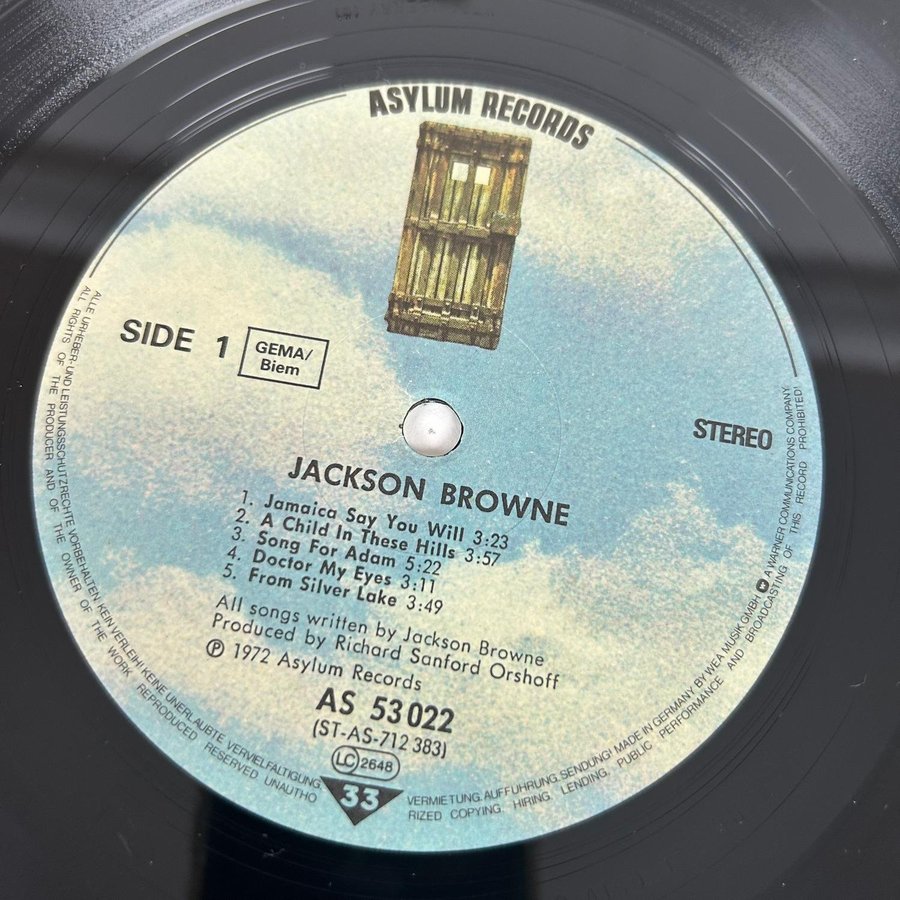 ASYLUM RECORDS
SIDE 1
GEMA/
Biem
STEREO
JACKSON BROWNE
1. Jamaica Say You Will 3:23
2. A Child In These Hills 3:57
3. Song For Adam 5:22
4. Doctor My Eyes 3:11
5. From Silver Lake 3:49
All songs written by Jackson Browne
Produced by Richard Sanford Orshoff
Ⓟ 1972 Asylum Records
AS 53 022
(ST-AS-712 383)
LC 2648
33
ALLE URHEBER- UND LEISTUNGSSCHUTZRECHTE VORBEHALTEN. KEIN VERLEIH! KEINE UNERLAUBTE VERVIELFÄLTIGUNG, VERMIETUNG, AUFFÜHRUNG, SENDUNG! MADE IN GERMANY BY WEA MUSIK GMBH A WARNER COMMUNICATIONS COMPANY
ALL RIGHTS OF THE PRODUCER AND OF THE OWNER OF THE WORK REPRODUCED RESERVED UNAUTHORIZED COPYING, HIRING, LENDING, PUBLIC PERFORMANCE AND BROADCASTING OF THIS RECORD PROHIBITED!